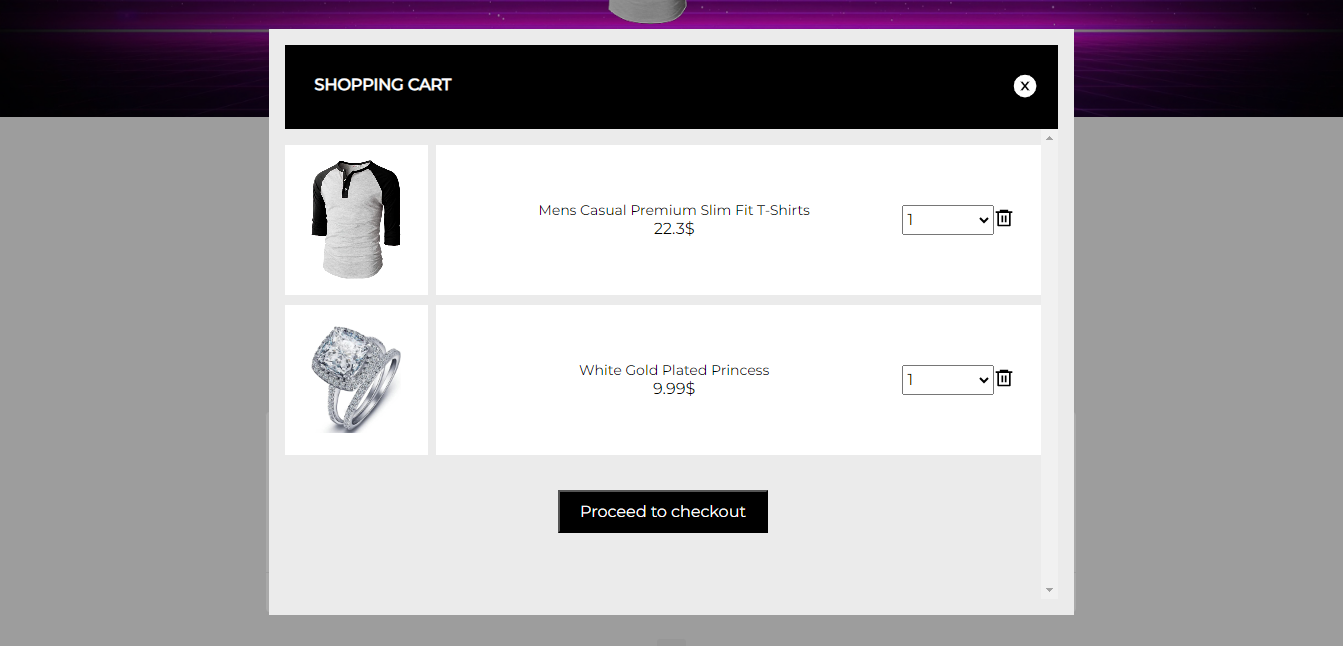 SHOPPING CART
X
Mens Casual Premium Slim Fit T-Shirts
22.3$
1
White Gold Plated Princess
9.99$
1
Proceed to checkout